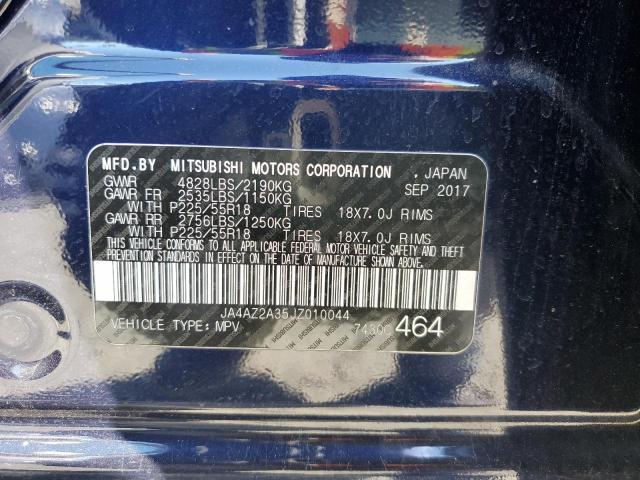 MFD.BY MITSUBISHI MOTORS CORPORATION , JAPAN
GVWR 4828LBS/2190KG SEP 2017
GAWR FR 2535LBS/1150KG
WITH P225/55R18 TIRES 18X7.0J RIMS
GAWR RR 2756LBS/1250KG
WITH P225/55R18 TIRES 18X7.0J RIMS
THIS VEHICLE CONFORMS TO ALL APPLICABLE FEDERAL MOTOR VEHICLE SAFETY AND THEFT
PREVENTION STANDARDS IN EFFECT ON THE DATE OF MANUFACTURE SHOWN ABOVE.
JA4AZ2A35JZ010044
VEHICLE TYPE: MPV 7430C 464